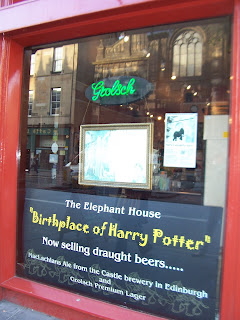 Grolsch
The Elephant House
"Birthplace of Harry Potter"
Now selling draught beers.....
MacLachlans Ale from the Castle brewery in Edinburgh
and
Grolsch Premium Lager